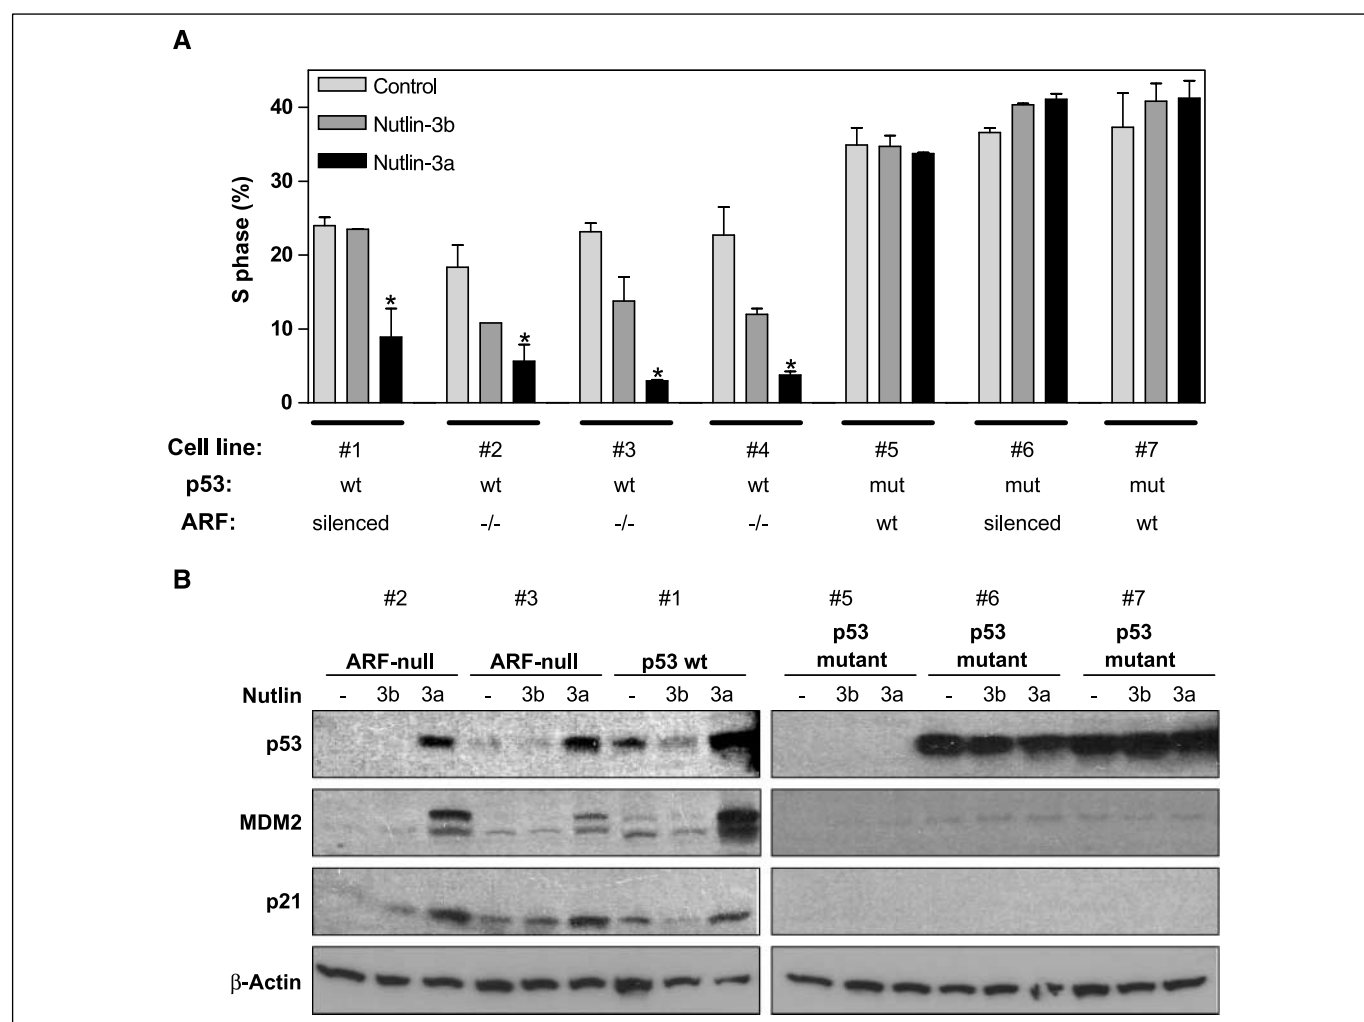 A
Control
Nutlin-3b
Nutlin-3a
S phase (%)
40
30
20
10
0
* * * *
Cell line: #1 #2 #3 #4 #5 #6 #7
p53: wt wt wt wt mut mut mut
ARF: silenced -/- -/- -/- wt silenced wt
B
#2 #3 #1 #5 #6 #7
ARF-null ARF-null p53 wt p53 mutant p53 mutant p53 mutant
Nutlin - 3b 3a - 3b 3a - 3b 3a - 3b 3a - 3b 3a - 3b 3a
p53
MDM2
p21
β-Actin